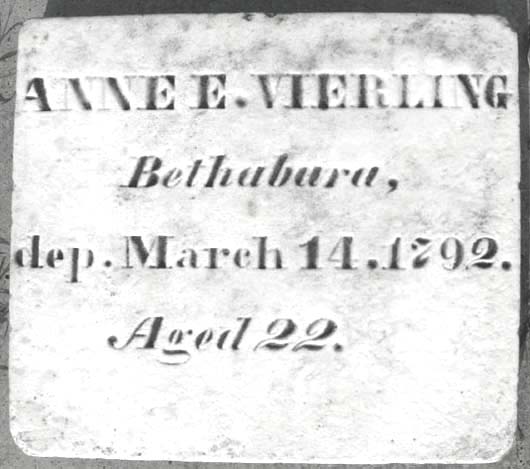 ANNE E. VIERLING
Bethabara,
dep. March 14. 1792.
Aged 22.